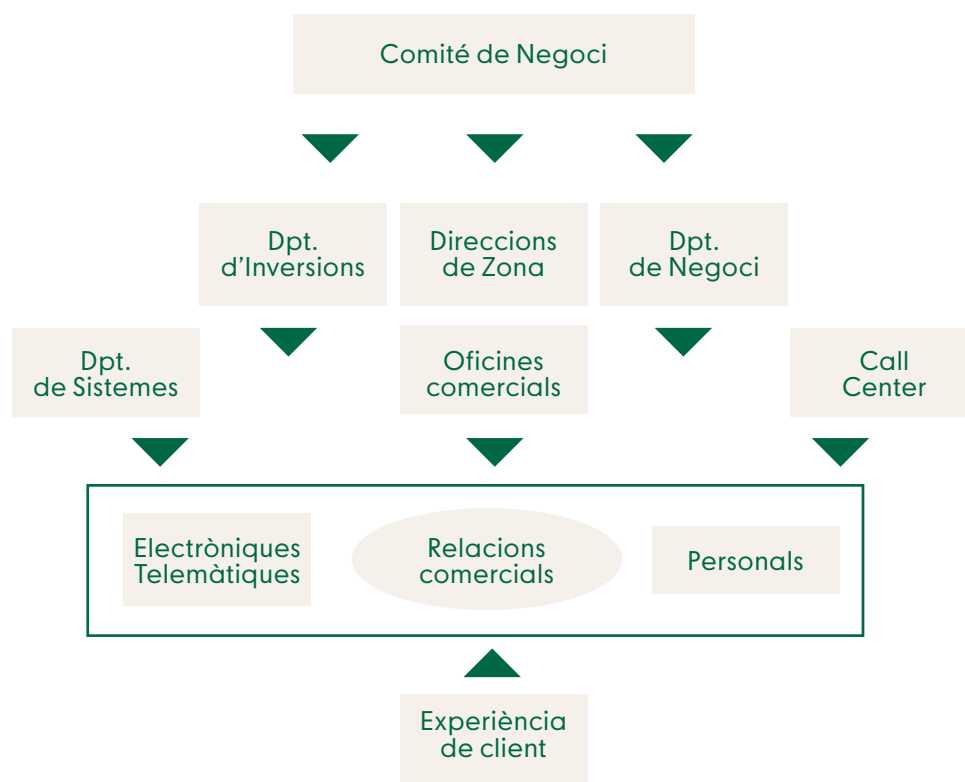 Comité de Negoci
Dpt.
d’Inversions
Direccions
de Zona
Dpt.
de Negoci
Dpt.
de Sistemes
Oficines
comercials
Call
Center
Electròniques
Telemàtiques
Relacions
comercials
Personals
Experiència
de client